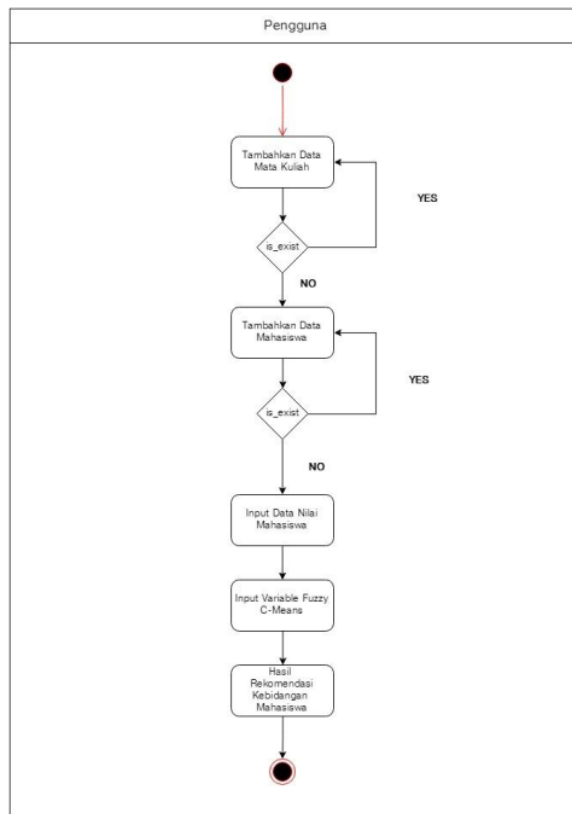 Pengguna
Tambahkan Data
Mata Kuliah
YES
is_exist
NO
Tambahkan Data
Mahasiswa
YES
is_exist
NO
Input Data Nilai
Mahasiswa
Input Variable Fuzzy
C-Means
Hasil
Rekomendasi
Kebidangan
Mahasiswa